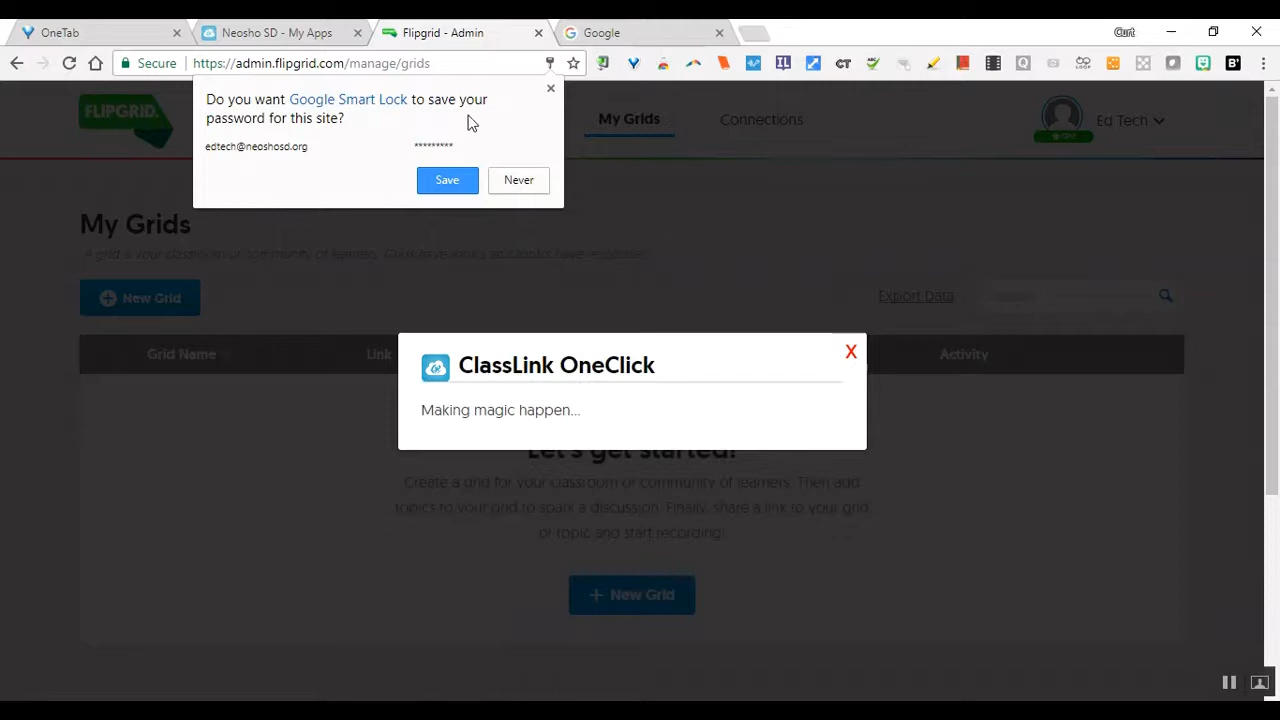 OneTab
Neosho SD - My Apps
Flipgrid - Admin
Google
Curt
Secure
https://admin.flipgrid.com/manage/grids
CT
Do you want Google Smart Lock to save your
password for this site?
edtech@neoshosd.org *********
Save
Never
FLIPGRID.
My Grids
Connections
Ed Tech
My Grids
New Grid
Export Data
Grid Name
Link
Activity
ClassLink OneClick
X
Making magic happen...
Let's get started!
Create a grid for your classroom or community of learners. Then add
topics to your grid to spark a discussion. Finally, share a link to your grid
or topic and start recording!
+ New Grid